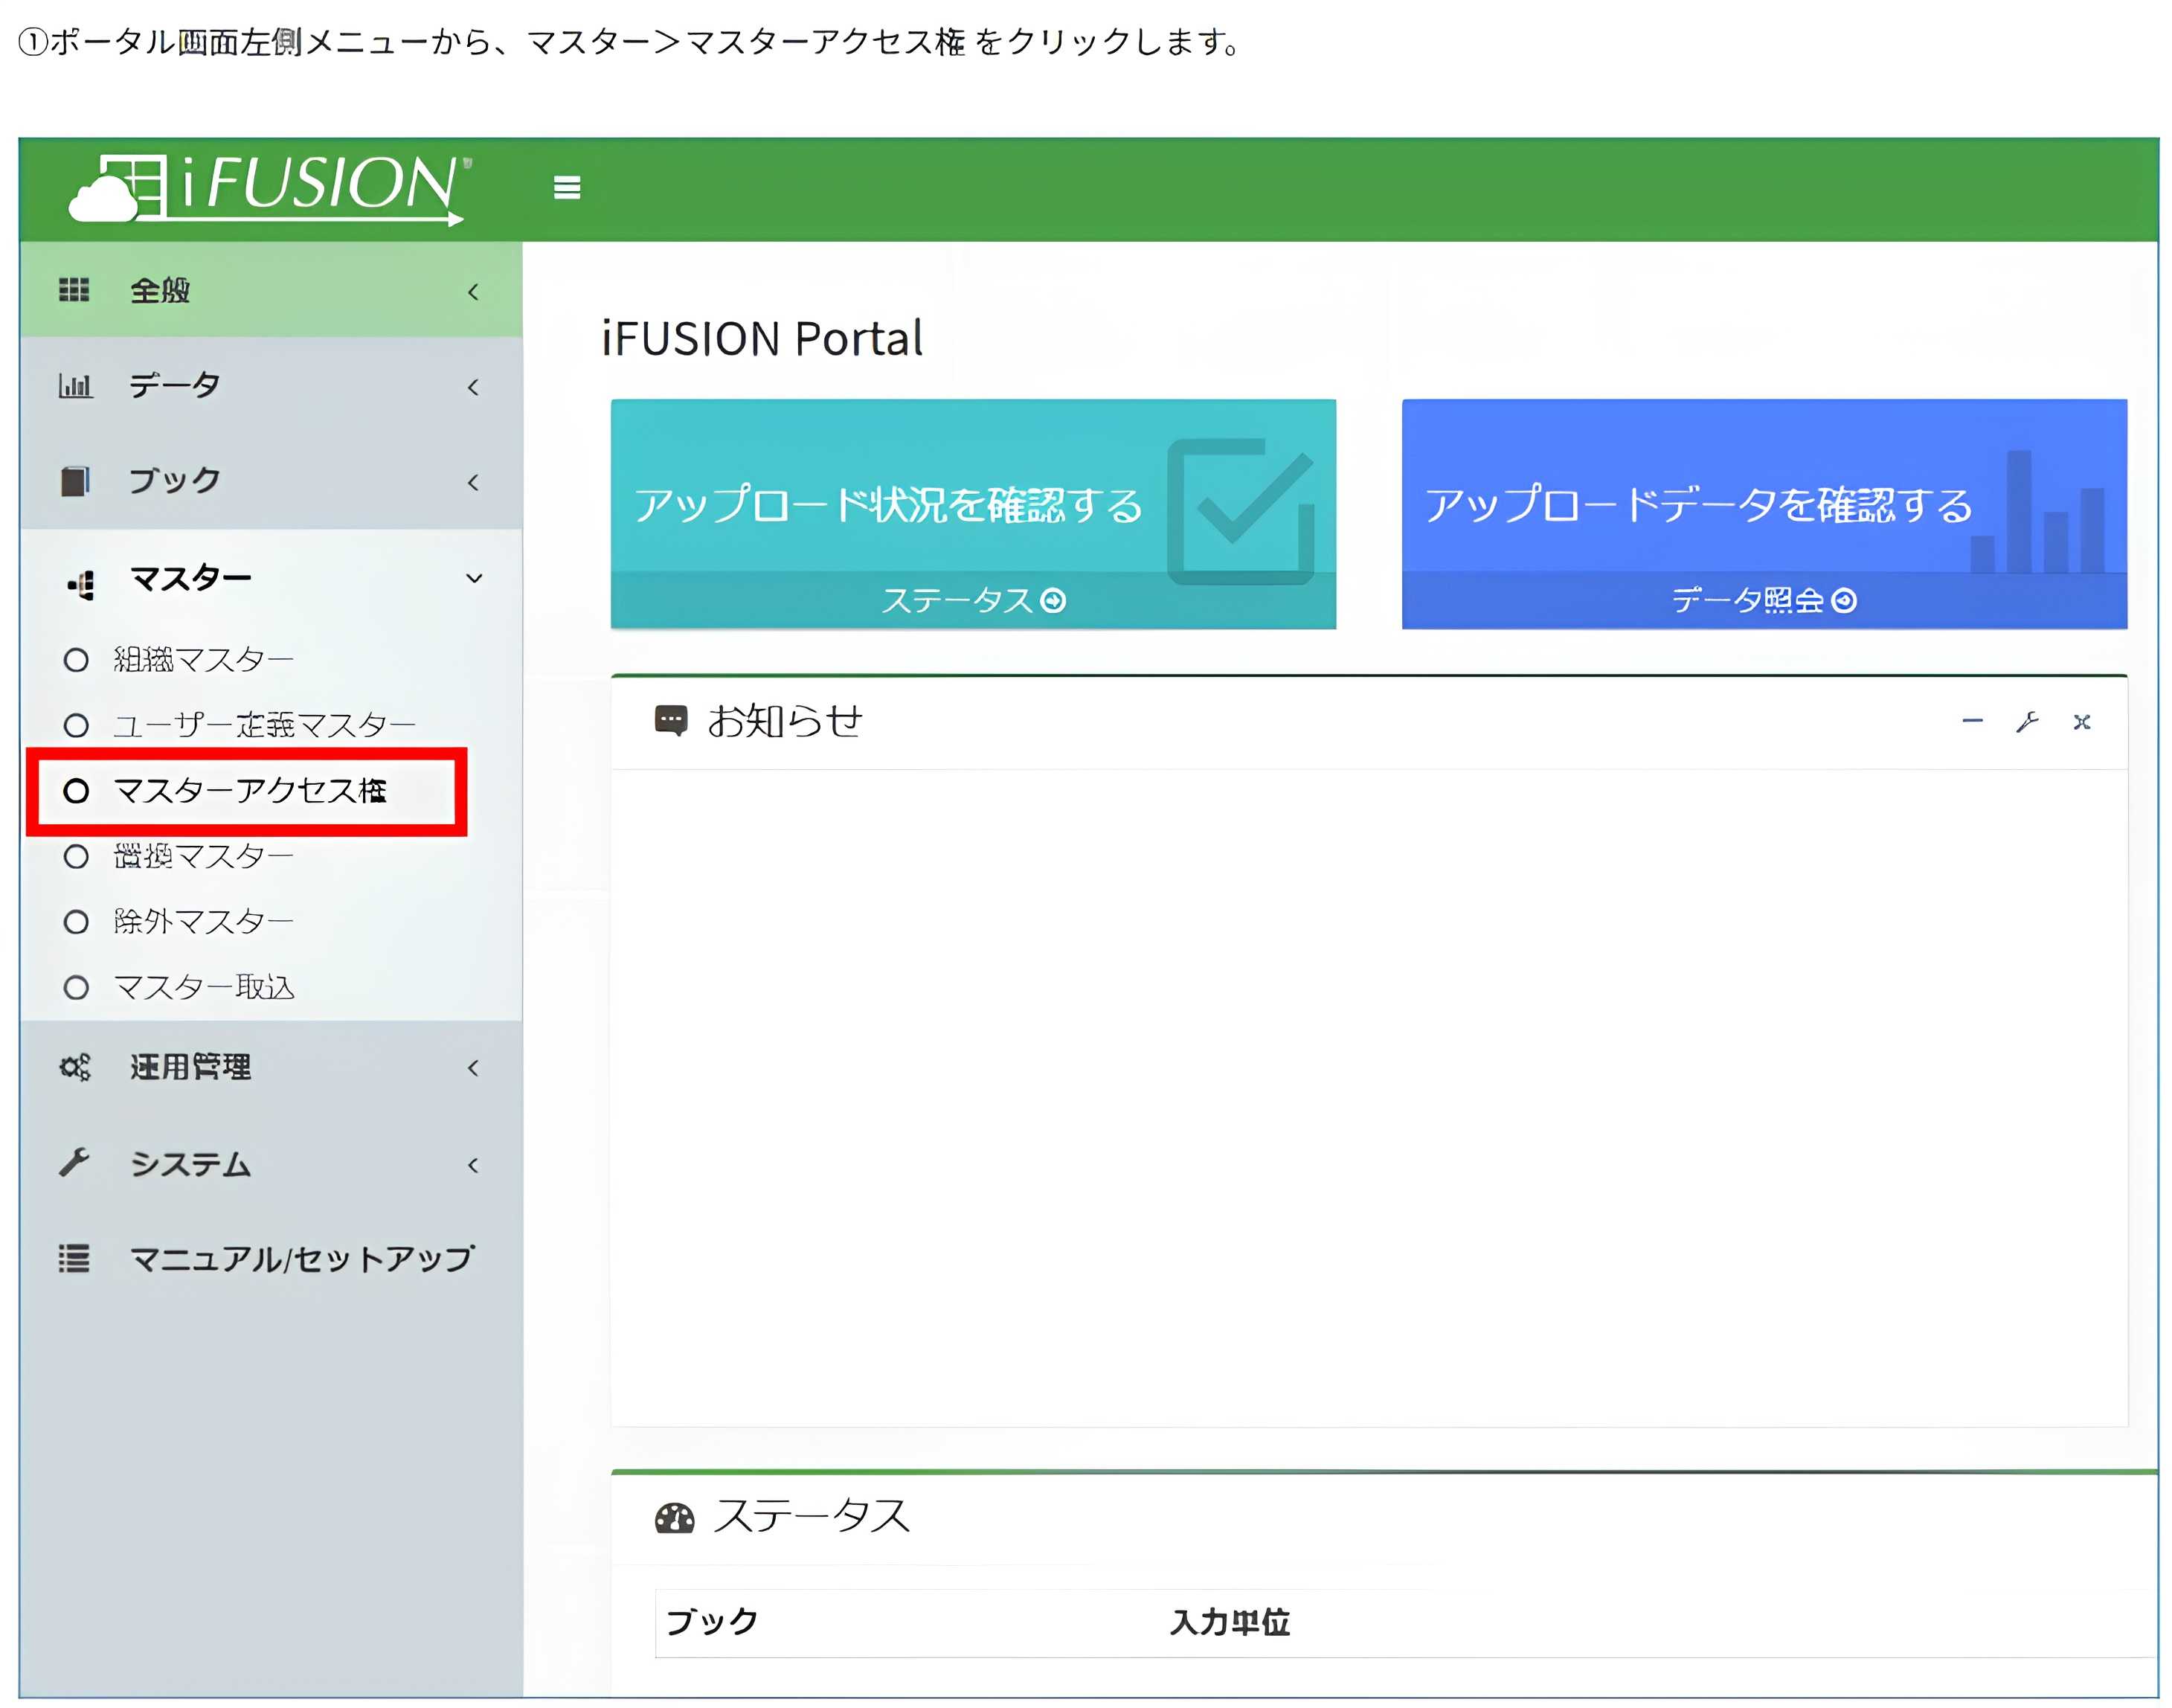 ①ポータル画面左側メニューから、マスター＞マスターアクセス権 をクリックします。
iFUSION
全般
データ
ブック
マスター
組織マスター
ユーザー定義マスター
マスターアクセス権
置換マスター
除外マスター
マスター取込
運用管理
システム
マニュアル/セットアップ
iFUSION Portal
アップロード状況を確認する
ステータス
アップロードデータを確認する
データ照会
お知らせ
ステータス
ブック 入力単位